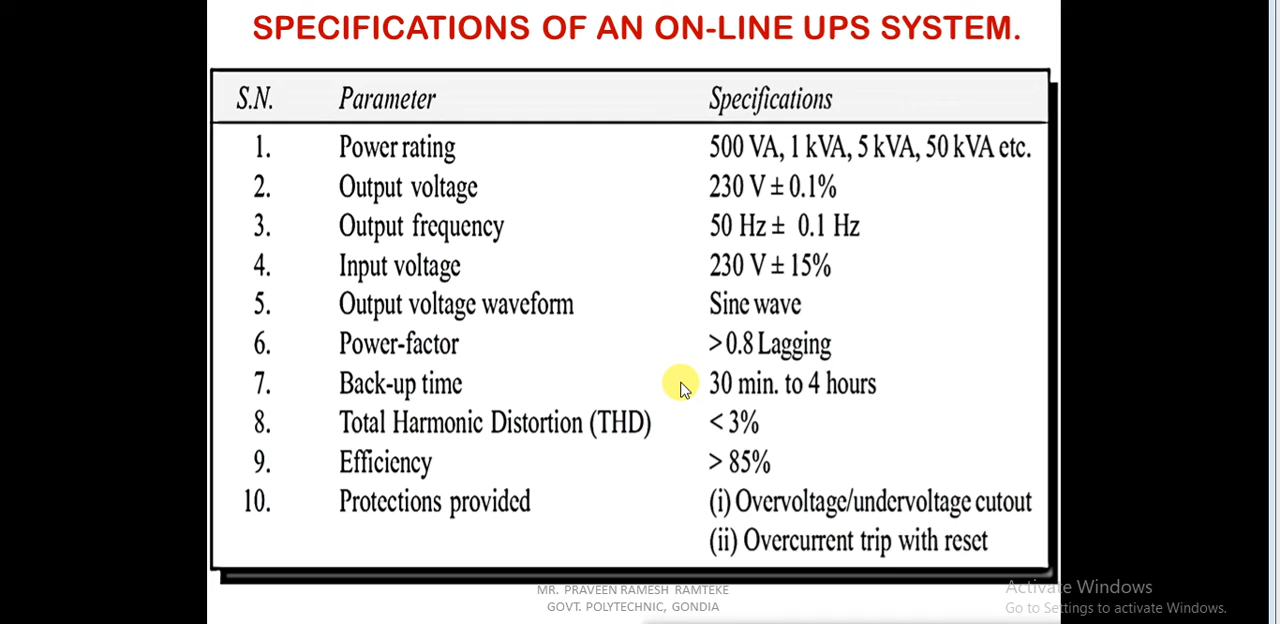 SPECIFICATIONS OF AN ON-LINE UPS SYSTEM.
S.N. Parameter Specifications
1. Power rating 500 VA, 1 kVA, 5 kVA, 50 kVA etc.
2. Output voltage 230 V ± 0.1%
3. Output frequency 50 Hz ± 0.1 Hz
4. Input voltage 230 V ± 15%
5. Output voltage waveform Sine wave
6. Power-factor >0.8 Lagging
7. Back-up time 30 min. to 4 hours
8. Total Harmonic Distortion (THD) < 3%
9. Efficiency > 85%
10. Protections provided (i) Overvoltage/undervoltage cutout
(ii) Overcurrent trip with reset
MR. PRAVEEN RAMESH RAMTEKE
GOVT. POLYTECHNIC, GONDIA
Activate Windows
Go to Settings to activate Windows.